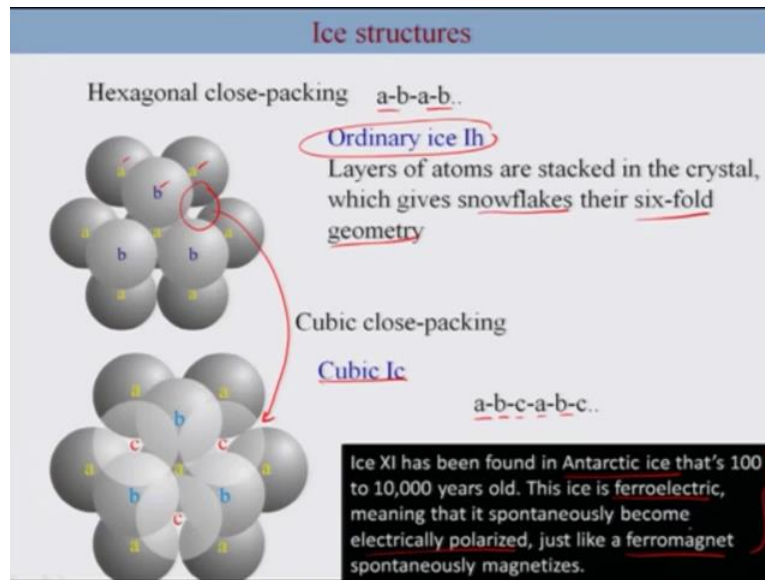 Ice structures
Hexagonal close-packing a-b-a-b..
Ordinary ice Ih
Layers of atoms are stacked in the crystal,
which gives snowflakes their six-fold
geometry
a a
b
a a a
b b
a a
Cubic close-packing
Cubic Ic
a-b-c-a-b-c..
a a
b
c c
a a a
b b
c
a a
Ice XI has been found in Antarctic ice that's 100
to 10,000 years old. This ice is ferroelectric,
meaning that it spontaneously become
electrically polarized, just like a ferromagnet
spontaneously magnetizes.